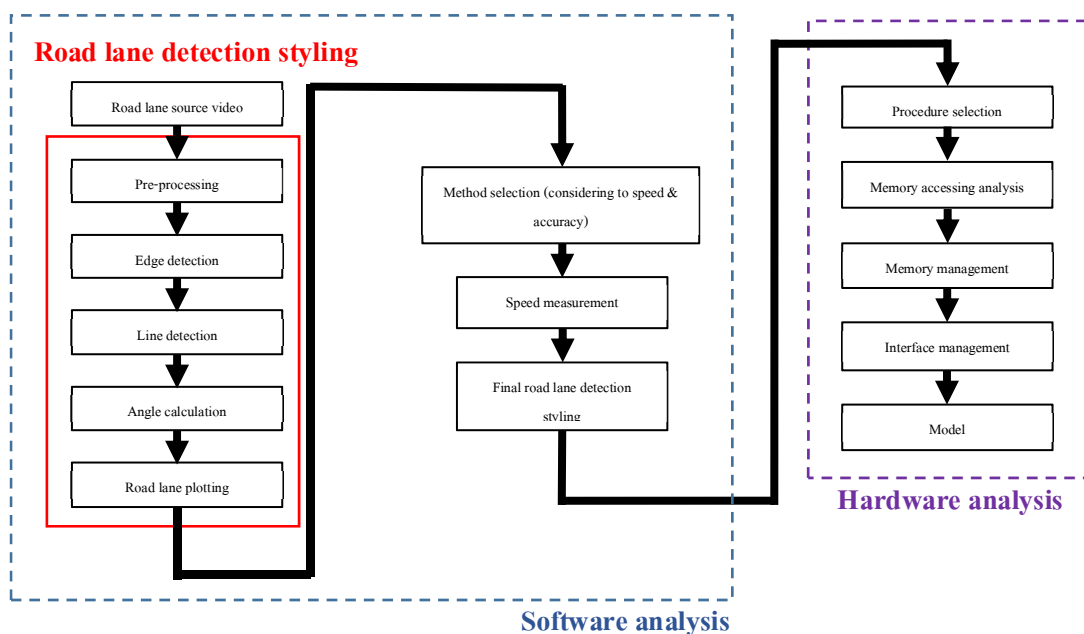 Road lane detection styling
Road lane source video
Pre-processing
Edge detection
Line detection
Angle calculation
Road lane plotting
Method selection (considering to speed &
accuracy)
Speed measurement
Final road lane detection
styling
Software analysis
Procedure selection
Memory accessing analysis
Memory management
Interface management
Model
Hardware analysis